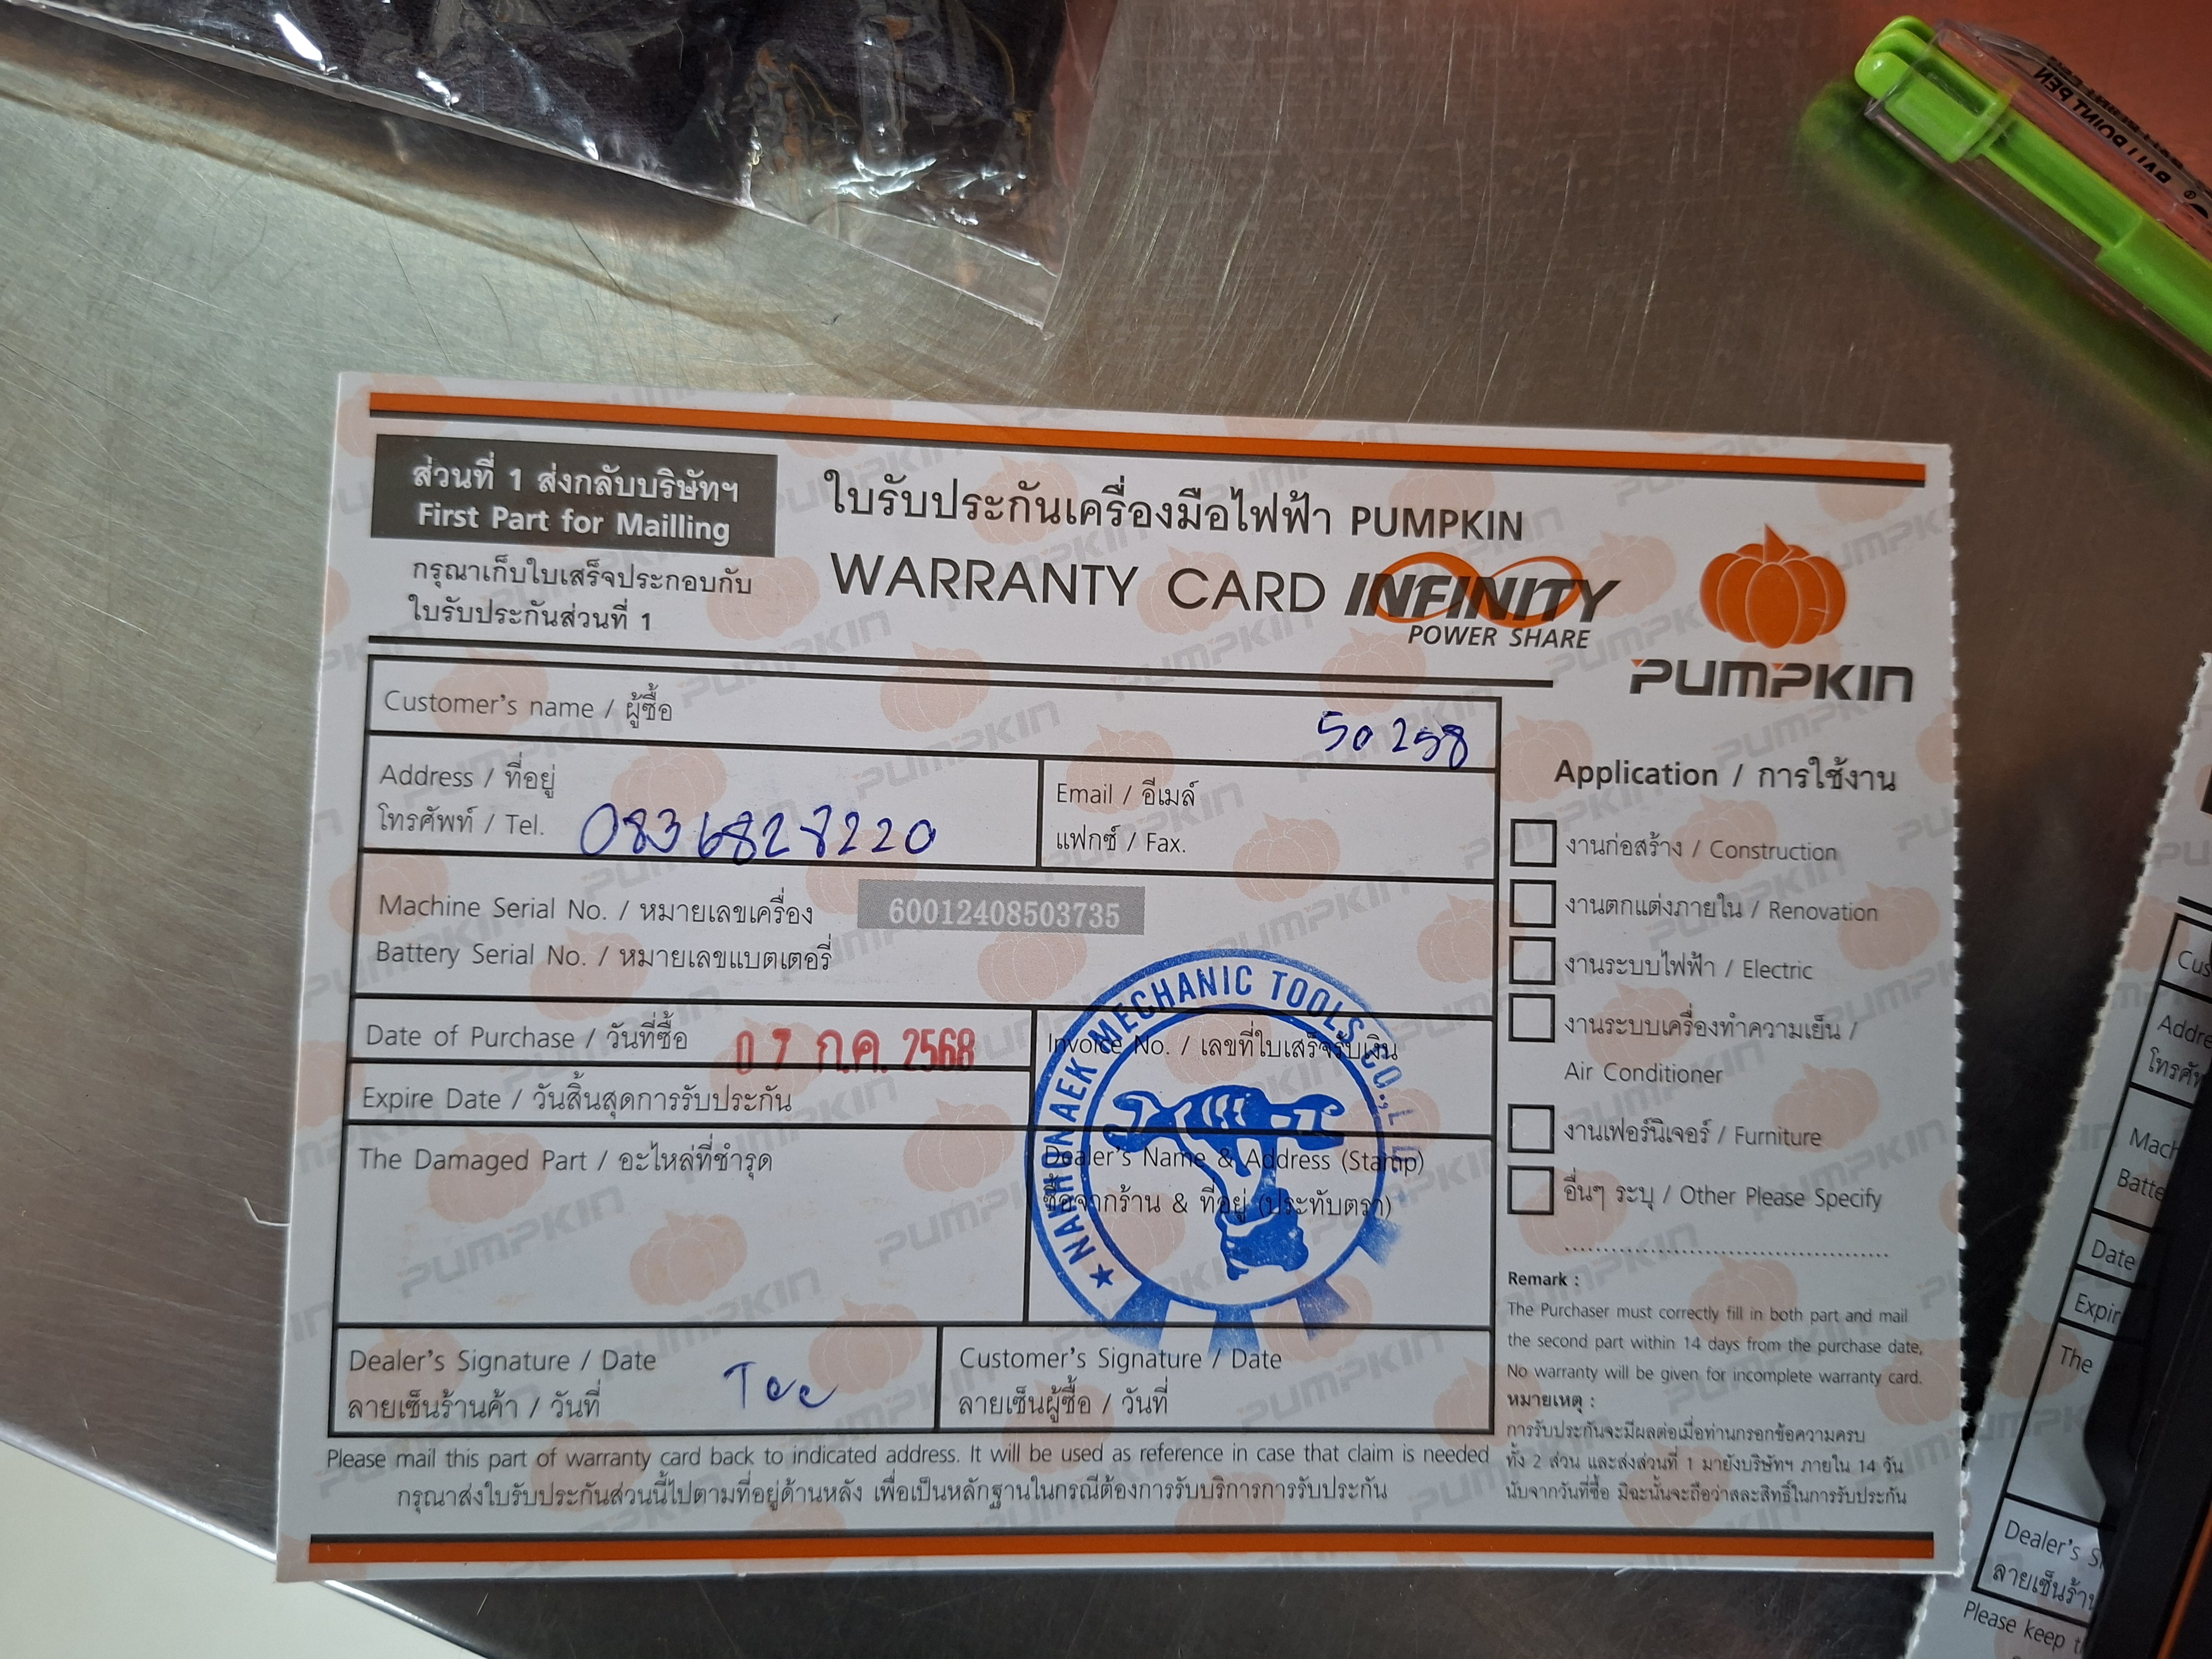 ส่วนที่ 1 ส่งกลับบริษัทฯ
First Part for Mailling
กรุณาเก็บใบเสร็จประกอบกับ
ใบรับประกันส่วนที่ 1
ใบรับประกันเครื่องมือไฟฟ้า PUMPKIN
WARRANTY CARD INFINITY
POWER SHARE
PUMPKIN
Customer's name / ผู้ซื้อ
50258
Address / ที่อยู่
โทรศัพท์ / Tel. 0836828220
Email / อีเมล์
แฟกซ์ / Fax.
Machine Serial No. / หมายเลขเครื่อง 60012408503735
Battery Serial No. / หมายเลขแบตเตอรี่
Date of Purchase / วันที่ซื้อ 07 ก.ค. 2568
Invoice No. / เลขที่ใบเสร็จรับเงิน
Expire Date / วันสิ้นสุดการรับประกัน
The Damaged Part / อะไหล่ที่ชำรุด
Dealer's Name & Address (Stamp)
ซื้อจากร้าน & ที่อยู่ (ประทับตรา)
NAKHONAEK MECHANIC TOOLS CO.,LTD.
Dealer's Signature / Date
ลายเซ็นร้านค้า / วันที่
Tee
Customer's Signature / Date
ลายเซ็นผู้ซื้อ / วันที่
Please mail this part of warranty card back to indicated address. It will be used as reference in case that claim is needed
กรุณาส่งใบรับประกันส่วนนี้ไปตามที่อยู่ด้านหลัง เพื่อเป็นหลักฐานในกรณีต้องการรับบริการการรับประกัน
Application / การใช้งาน
งานก่อสร้าง / Construction
งานตกแต่งภายใน / Renovation
งานระบบไฟฟ้า / Electric
งานระบบเครื่องทำความเย็น /
Air Conditioner
งานเฟอร์นิเจอร์ / Furniture
อื่นๆ ระบุ / Other Please Specify
Remark :
The Purchaser must correctly fill in both part and mail
the second part within 14 days from the purchase date,
No warranty will be given for incomplete warranty card.
หมายเหตุ :
การรับประกันจะมีผลต่อเมื่อท่านกรอกข้อความครบ
ทั้ง 2 ส่วน และส่งส่วนที่ 1 มายังบริษัทฯ ภายใน 14 วัน
นับจากวันที่ซื้อ มิฉะนั้นจะถือว่าสละสิทธิ์ในการรับประกัน
BALL POINT PEN
Date
The
Dealer's
Please keep